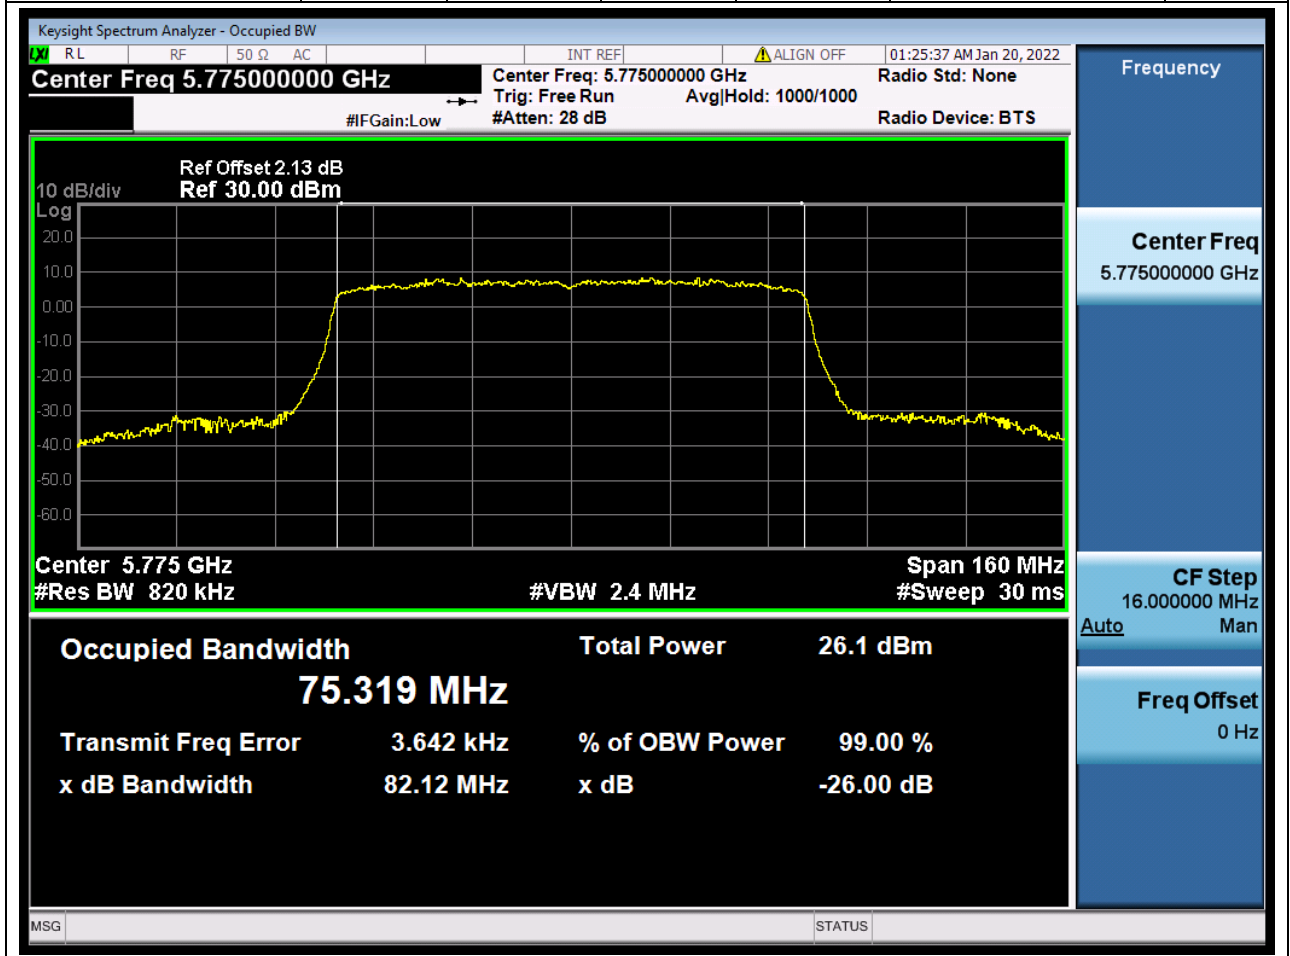 Keysight Spectrum Analyzer - Occupied BW
LXI RL RF 50 Ω AC INT REF ALIGN OFF 01:25:37 AM Jan 20, 2022
Center Freq 5.775000000 GHz
Center Freq: 5.775000000 GHz Radio Std: None
Trig: Free Run Avg|Hold: 1000/1000
#IFGain:Low #Atten: 28 dB Radio Device: BTS
Frequency
Ref Offset 2.13 dB
10 dB/div Ref 30.00 dBm
Log
20.0
10.0
0.00
-10.0
-20.0
-30.0
-40.0
-50.0
-60.0
Center 5.775 GHz Span 160 MHz
#Res BW 820 kHz #VBW 2.4 MHz #Sweep 30 ms
Occupied Bandwidth Total Power 26.1 dBm
75.319 MHz
Transmit Freq Error 3.642 kHz % of OBW Power 99.00 %
x dB Bandwidth 82.12 MHz x dB -26.00 dB
Center Freq
5.775000000 GHz
CF Step
16.000000 MHz
Auto Man
Freq Offset
0 Hz
MSG STATUS